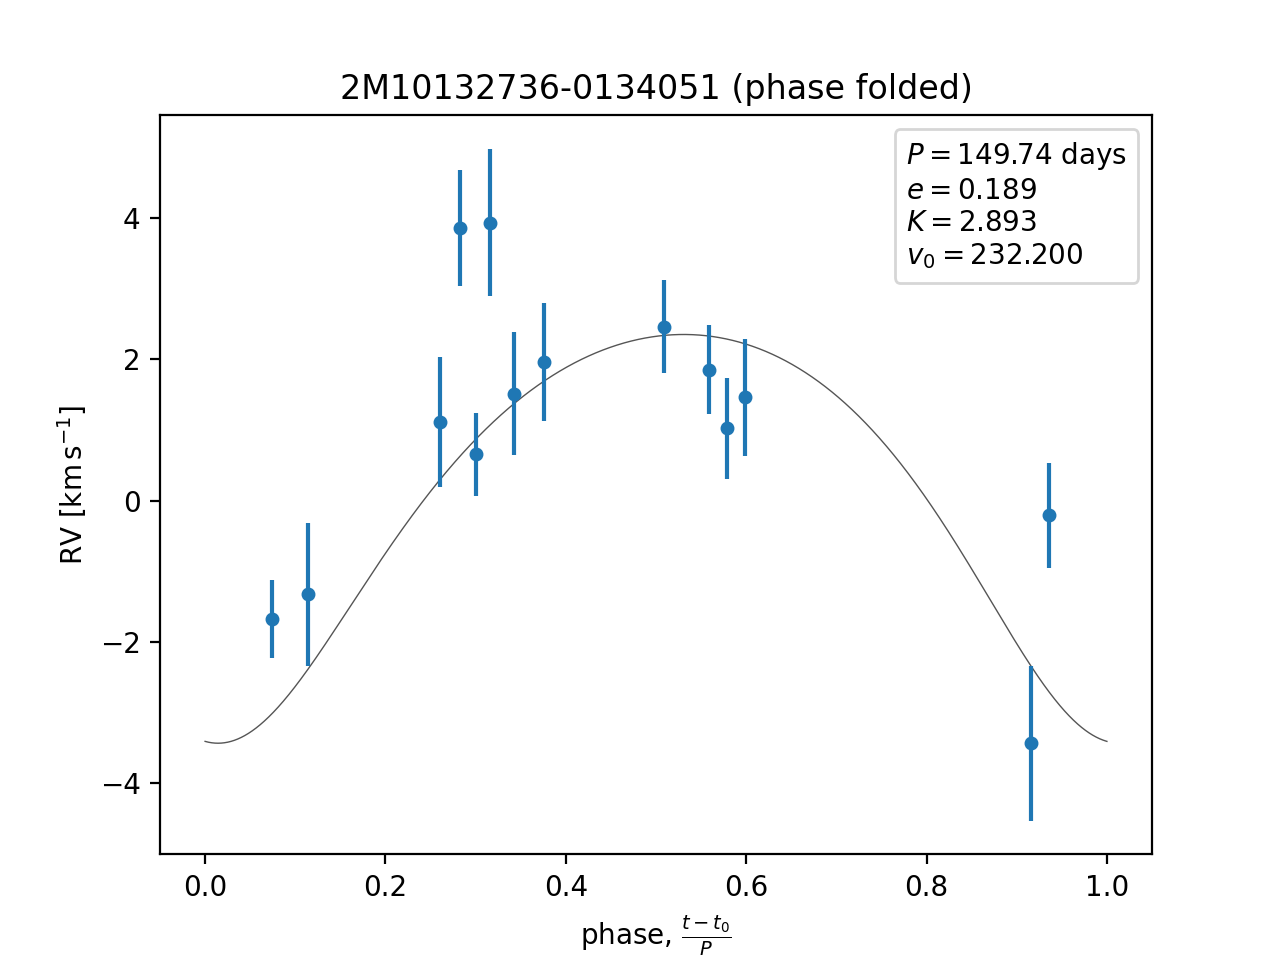 2M10132736-0134051 (phase folded)
P = 149.74 days
e = 0.189
K = 2.893
v₀ = 232.200
RV [km s⁻¹]
4
2
0
−2
−4
0.0 0.2 0.4 0.6 0.8 1.0
phase, (t − t₀)/P